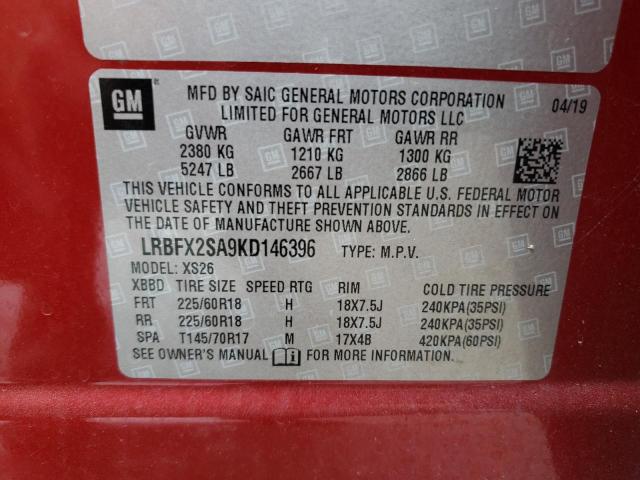 GM
MFD BY SAIC GENERAL MOTORS CORPORATION 04/19
LIMITED FOR GENERAL MOTORS LLC
GVWR GAWR FRT GAWR RR
2380 KG 1210 KG 1300 KG
5247 LB 2667 LB 2866 LB
THIS VEHICLE CONFORMS TO ALL APPLICABLE U.S. FEDERAL MOTOR
VEHICLE SAFETY AND THEFT PREVENTION STANDARDS IN EFFECT ON
THE DATE OF MANUFACTURE SHOWN ABOVE.
LRBFX2SA9KD146396 TYPE: M.P.V.
MODEL: XS26
XBBD TIRE SIZE SPEED RTG RIM COLD TIRE PRESSURE
FRT 225/60R18 H 18X7.5J 240KPA(35PSI)
RR 225/60R18 H 18X7.5J 240KPA(35PSI)
SPA T145/70R17 M 17X4B 420KPA(60PSI)
SEE OWNER'S MANUAL i FOR MORE INFORMATION.